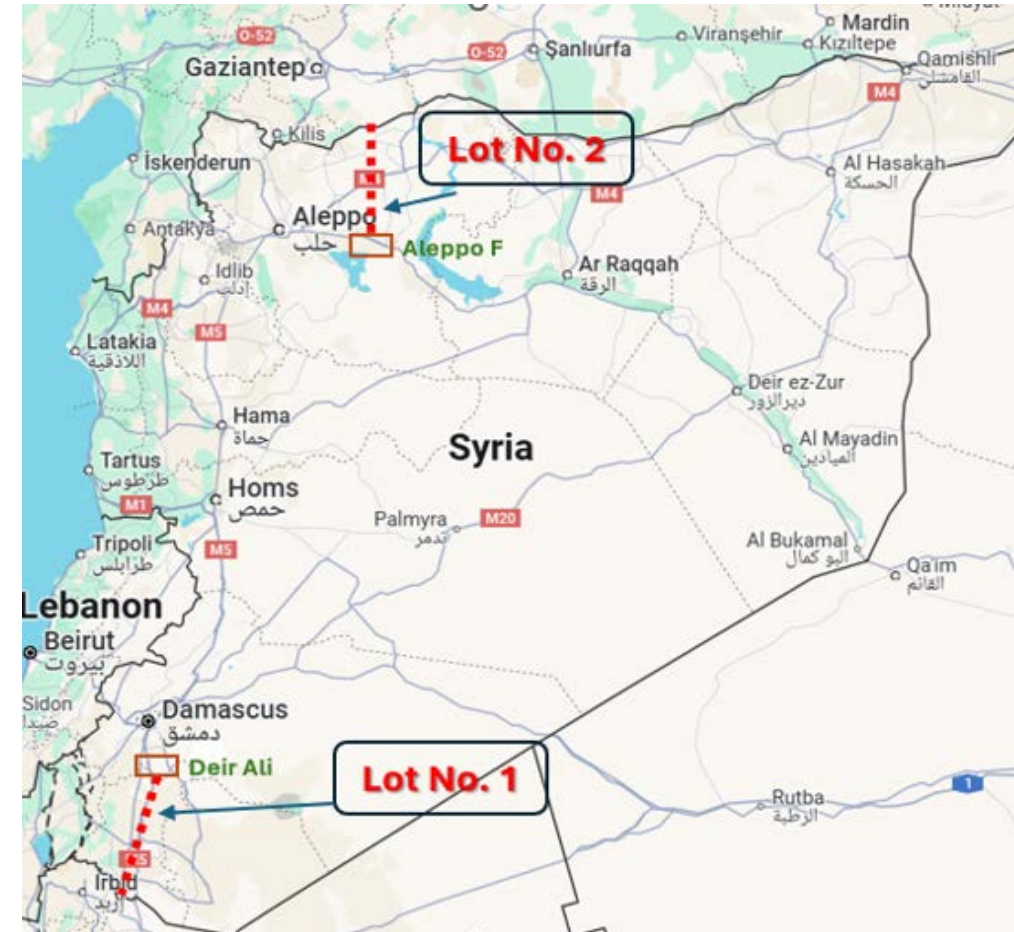 Mardin
Viranşehir
Kızıltepe
O-52
O-52
Şanlıurfa
Gaziantep
Qamishli
القامشلي
M4
Kilis
Lot No. 2
İskenderun
Al Hasakah
الحسكة
M4
Aleppo
حلب
Antakya
Aleppo F
Idlib
إدلب
Ar Raqqah
الرقة
M4
M5
Latakia
اللاذقية
Deir ez-Zur
ديرالزور
Hama
حماة
Syria
Al Mayadin
الميادين
Tartus
طرطوس
Homs
حمص
M1
Palmyra
تدمر
M20
Tripoli
طرابلس
M5
Al Bukamal
البو كمال
Qa'im
القائم
Lebanon
Beirut
بيروت
Sidon
صيدا
Damascus
دمشق
Deir Ali
Lot No. 1
1
Rutba
الرطبة
Irbid
إربد